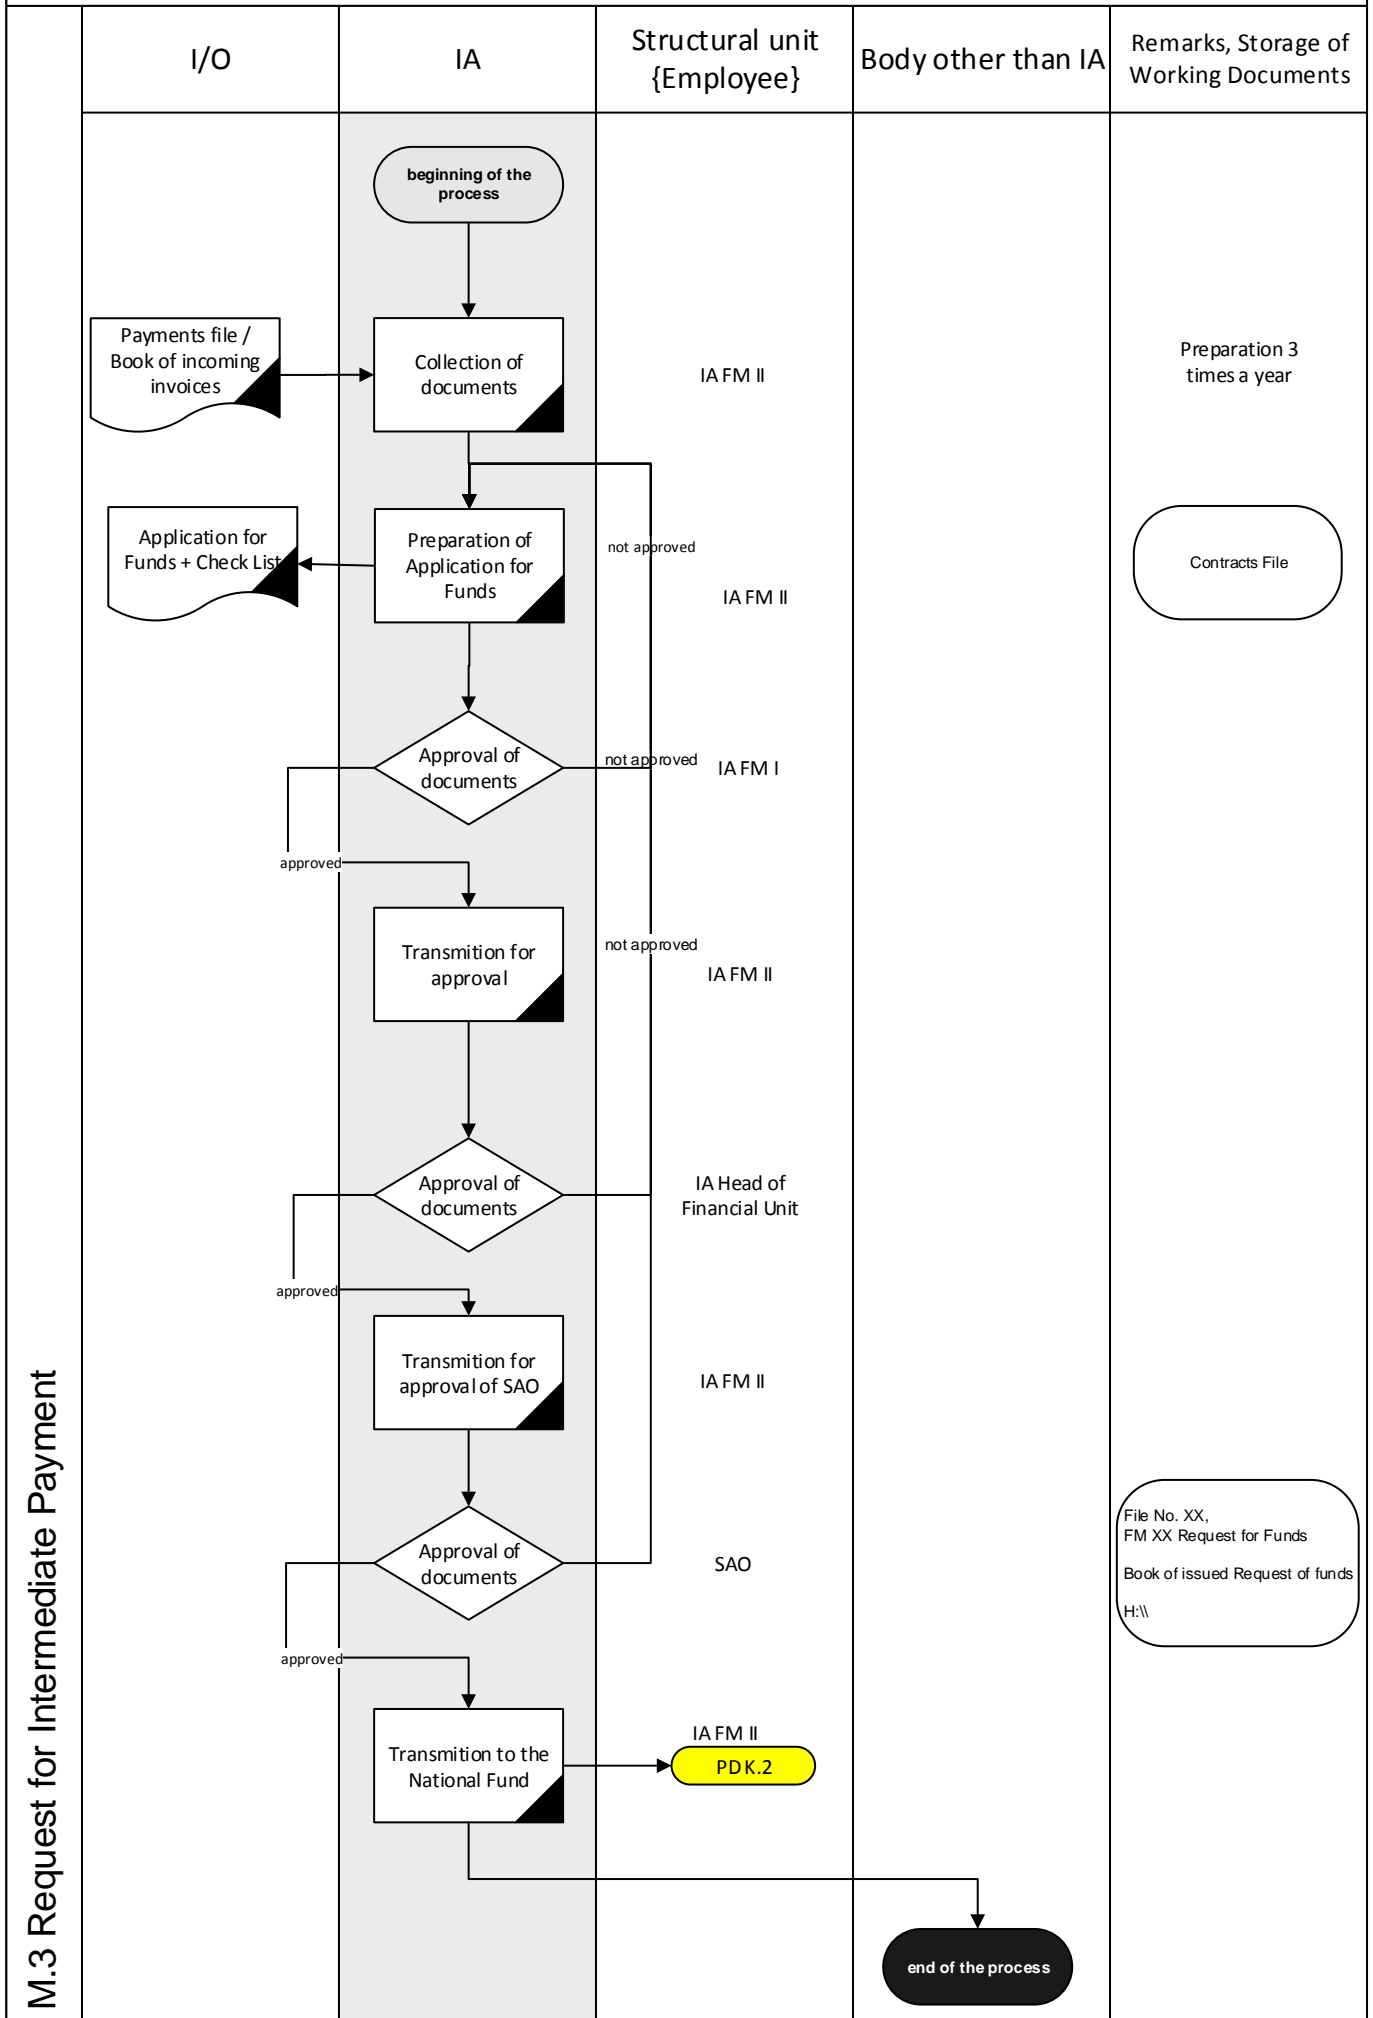 I/O
IA
Structural unit
{Employee}
Body other than IA
Remarks, Storage of
Working Documents
beginning of the
process
Payments file /
Book of incoming
invoices
Collection of
documents
IA FM II
Preparation 3
times a year
Application for
Funds + Check List
Preparation of
Application for
Funds
not approved
IA FM II
Contracts File
Approval of
documents
not approved
IA FM I
approved
Transmition for
approval
not approved
IA FM II
Approval of
documents
IA Head of
Financial Unit
approved
Transmition for
approval of SAO
IA FM II
Approval of
documents
SAO
File No. XX,
FM XX Request for Funds
Book of issued Request of funds
H:\\
approved
Transmition to the
National Fund
IA FM II
PDK.2
end of the process
M.3 Request for Intermediate Payment